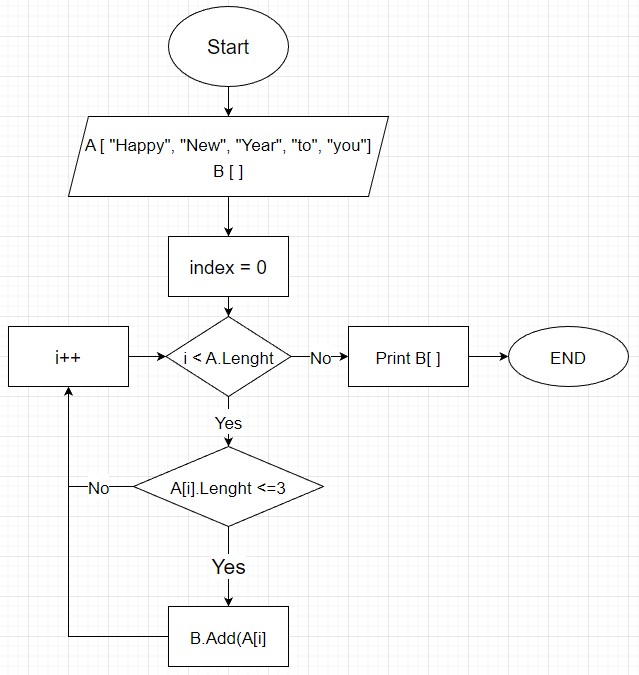 Start
A [ "Happy", "New", "Year", "to", "you"]
B [ ]
index = 0
i++
i < A.Lenght
No
Print B[ ]
END
Yes
No
A[i].Lenght <=3
Yes
B.Add(A[i]